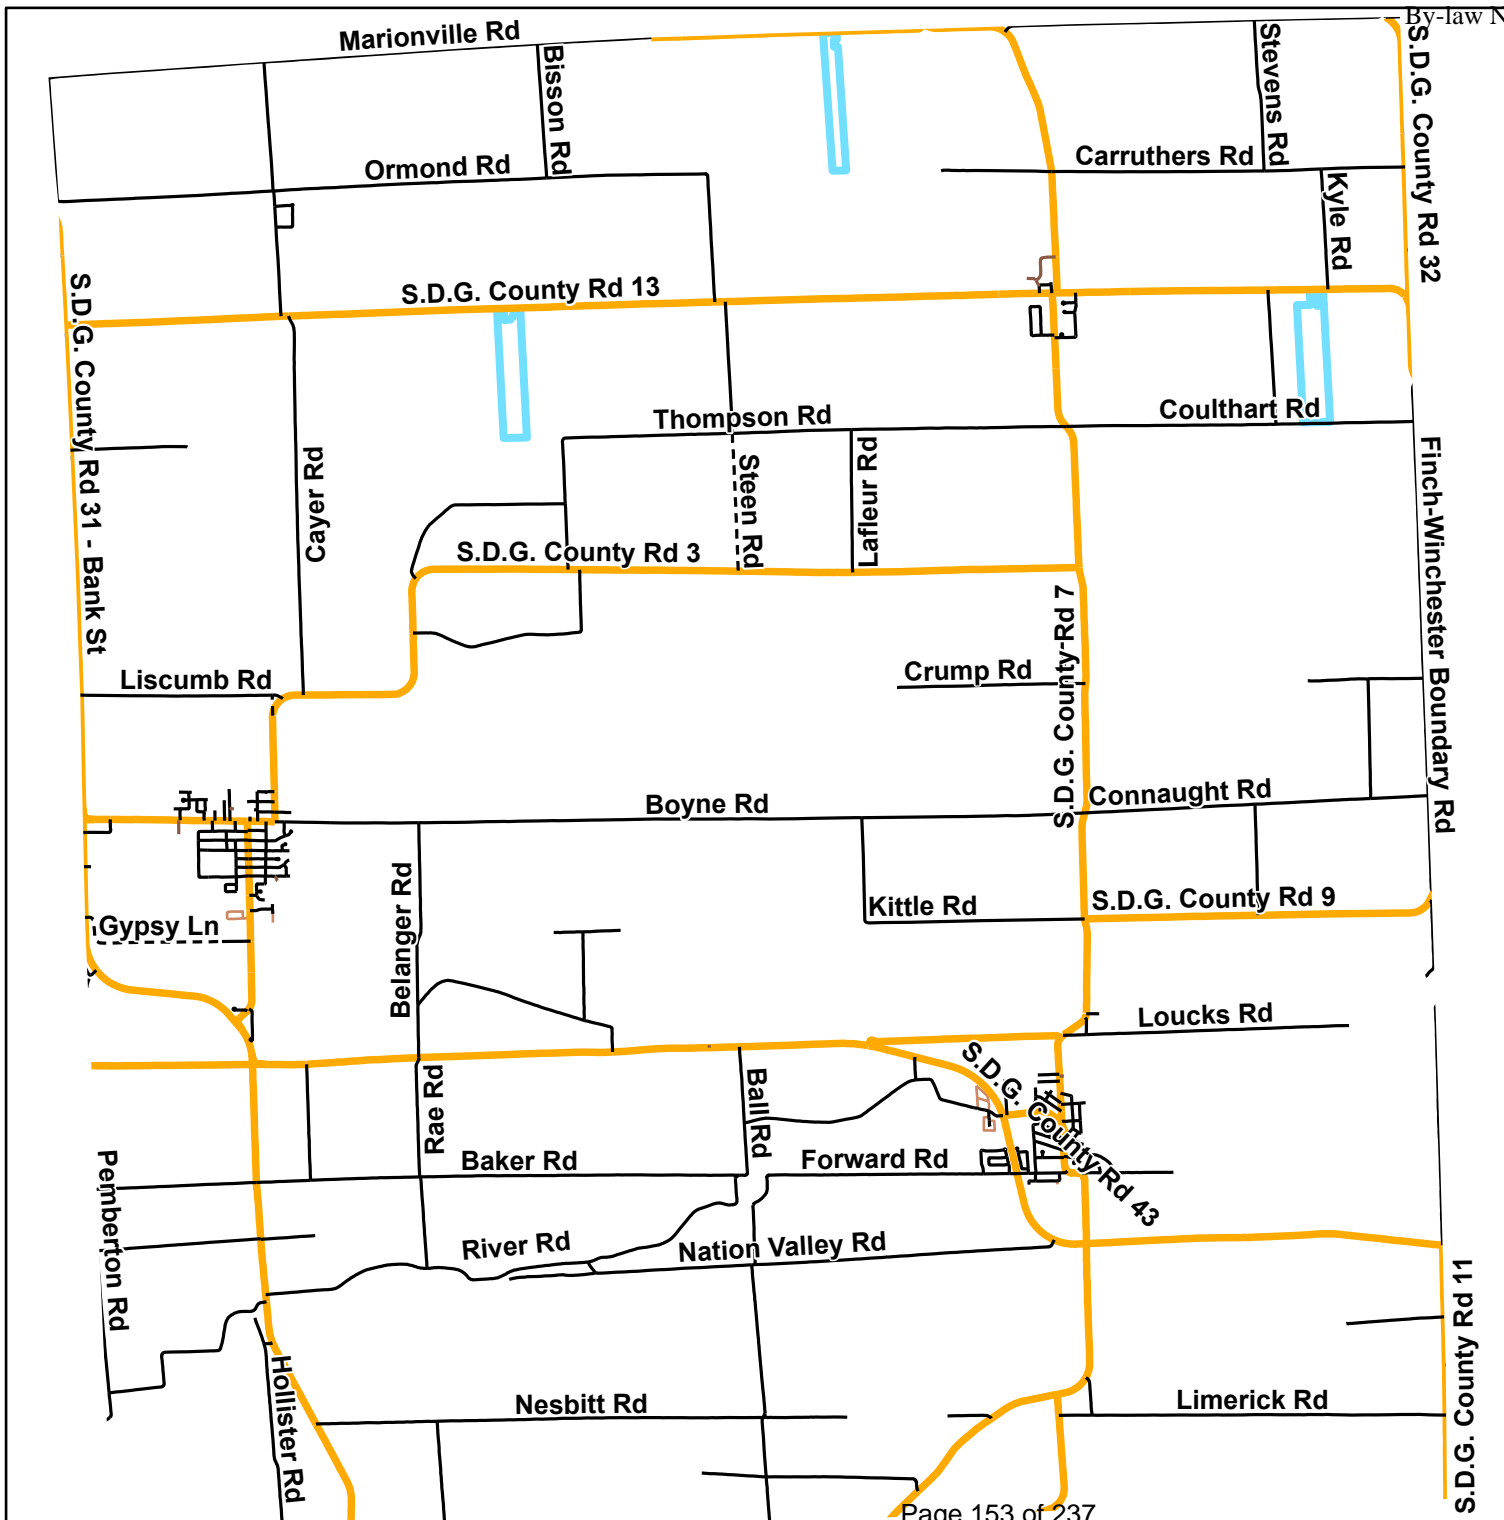 By-law N
Marionville Rd
Bisson Rd
Stevens Rd
S.D.G. County Rd 32
Ormond Rd
Carruthers Rd
Kyle Rd
S.D.G. County Rd 13
S.D.G. County Rd 31 - Bank St
Thompson Rd
Coulthart Rd
Cayer Rd
Steen Rd
Lafleur Rd
Finch-Winchester Boundary Rd
S.D.G. County Rd 3
S.D.G. County Rd 7
Liscumb Rd
Crump Rd
Boyne Rd
Connaught Rd
Belanger Rd
Kittle Rd
S.D.G. County Rd 9
Gypsy Ln
Loucks Rd
S.D.G. County Rd 43
Rae Rd
Ball Rd
Baker Rd
Forward Rd
Pemberton Rd
River Rd
Nation Valley Rd
S.D.G. County Rd 11
Hollister Rd
Nesbitt Rd
Limerick Rd
Page 153 of 237